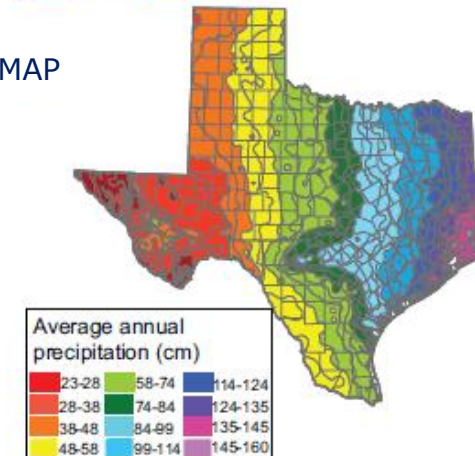 MAP
Average annual
precipitation (cm)
23-28 58-74 114-124
28-38 74-84 124-135
38-48 84-99 135-145
48-58 99-114 145-160